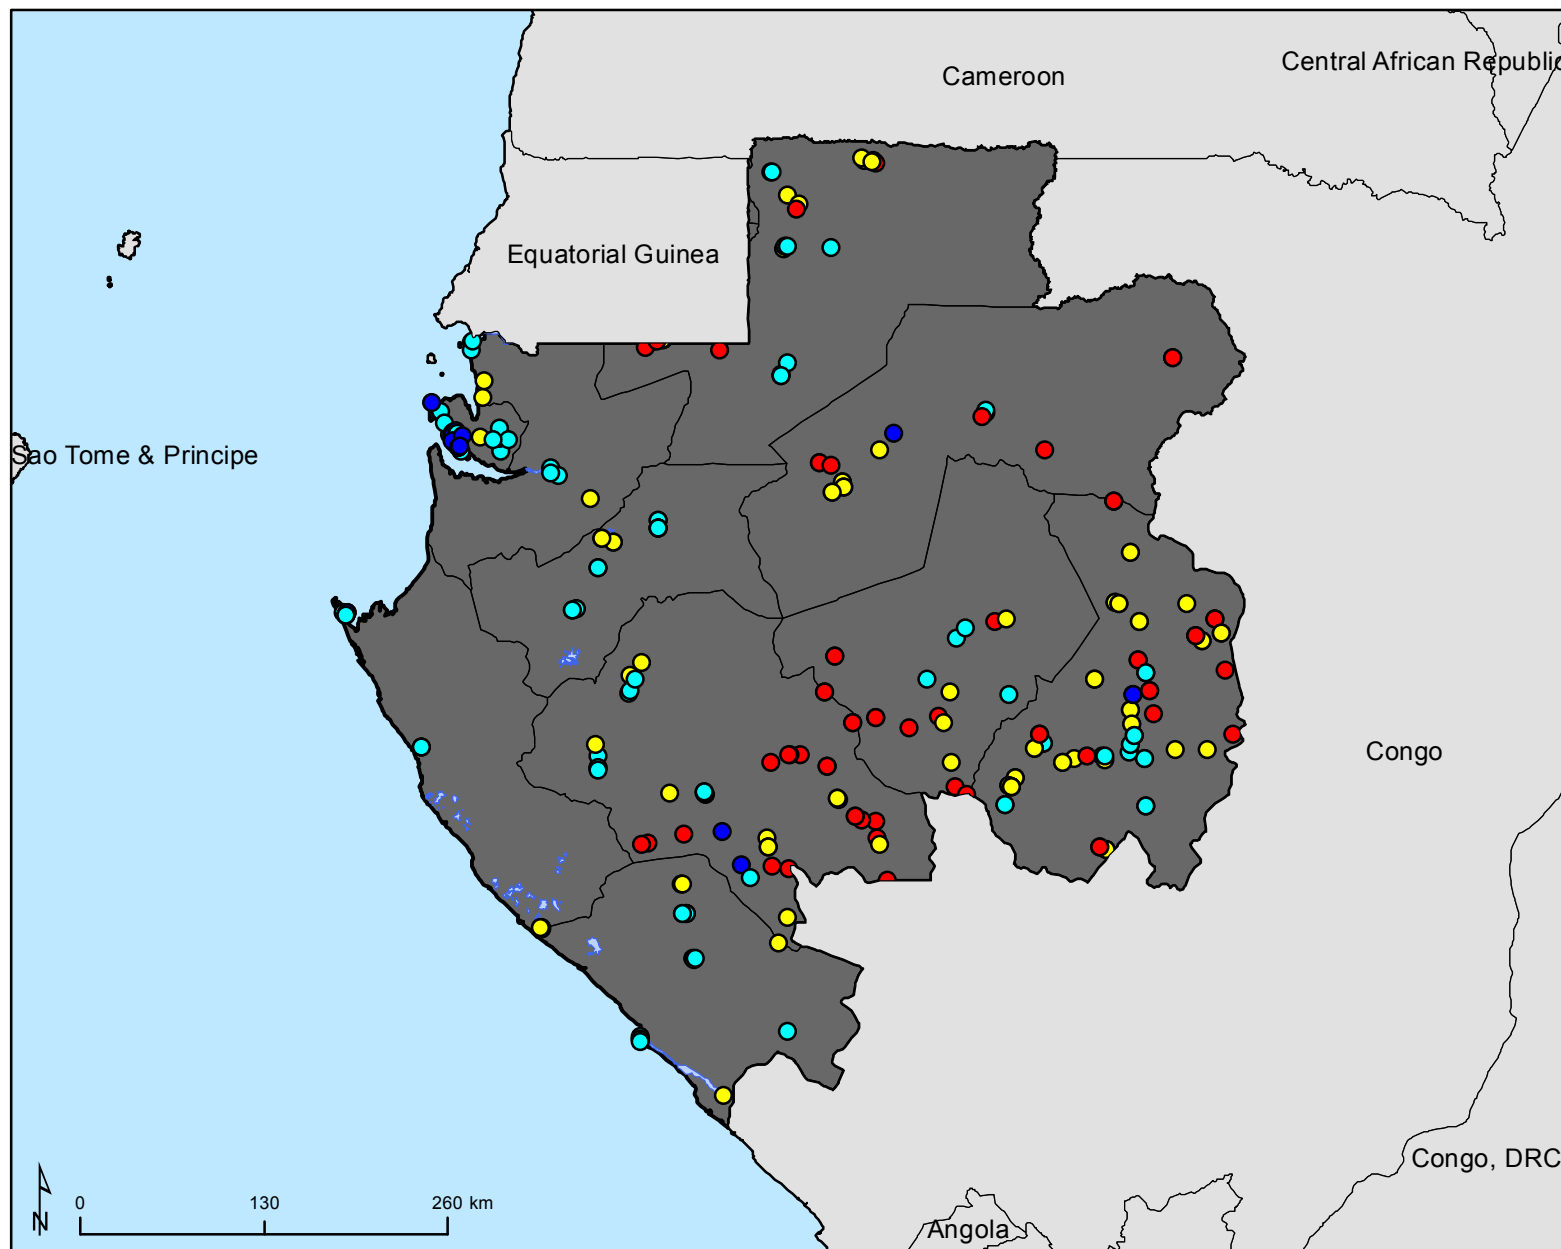 Cameroon
Central African Republic
Equatorial Guinea
Sao Tome & Principe
Congo
Congo, DRC
Angola
0 130 260 km
N